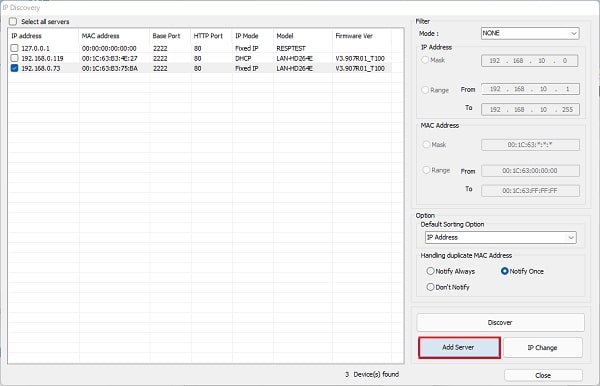 IP Discovery
Select all servers
IP address MAC address Base Port HTTP Port IP Mode Model Firmware Ver
127.0.0.1 00:00:00:00:00:00 2222 80 Fixed IP RESPTEST
192.168.0.119 00:1C:63:B3:4E:27 2222 80 DHCP LAN-HD264E V3.907R01_T100
192.168.0.73 00:1C:63:B3:75:BA 2222 80 Fixed IP LAN-HD264E V3.907R01_T100
3 Device(s) found
Filter
Mode : NONE
IP Address
Mask 192 . 168 . 10 . 0
Range From 192 . 168 . 10 . 1
To 192 . 168 . 10 . 255
MAC Address
Mask 00:1C:63:*:*:*
Range From 00:1C:63:00:00:00
To 00:1C:63:FF:FF:FF
Option
Default Sorting Option
IP Address
Handling duplicate MAC Address
Notify Always Notify Once
Don't Notify
Discover
Add Server IP Change
Close